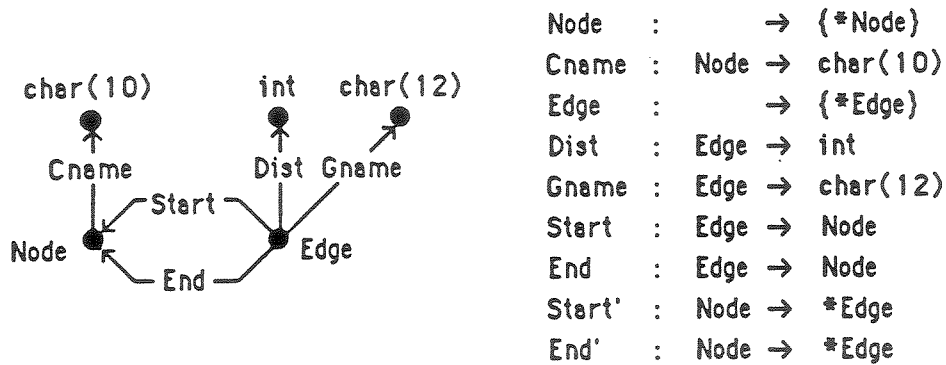 char(10) int char(12)
Cname Dist Gname
Start
Node Edge
End
Node : → {*Node}
Cname : Node → char(10)
Edge : → {*Edge}
Dist : Edge → int
Gname : Edge → char(12)
Start : Edge → Node
End : Edge → Node
Start' : Node → *Edge
End' : Node → *Edge